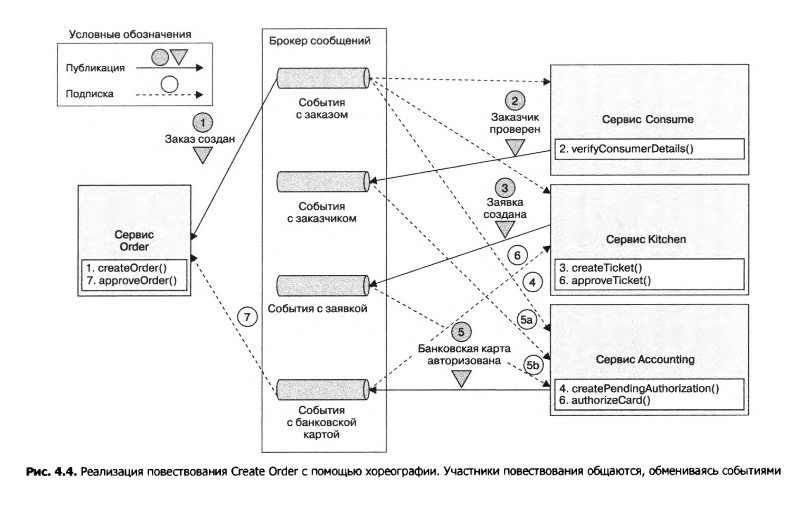 Условные обозначения
Публикация
Подписка
1
Заказ создан
Сервис
Order
1. createOrder()
7. approveOrder()
7
Брокер сообщений
События
с заказом
События
с заказчиком
События с заявкой
События
с банковской
картой
2
Заказчик
проверен
3
Заявка
создана
6
4
5a
5
Банковская карта
авторизована
5b
Сервис Consume
2. verifyConsumerDetails()
Сервис Kitchen
3. createTicket()
6. approveTicket()
Сервис Accounting
4. createPendingAuthorization()
6. authorizeCard()
Рис. 4.4. Реализация повествования Create Order с помощью хореографии. Участники повествования общаются, обмениваясь событиями